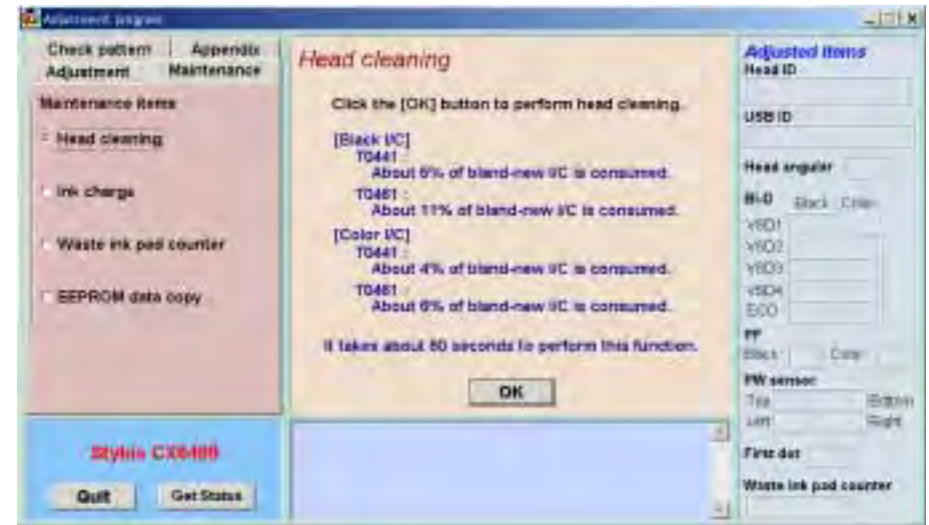 Adjustment program
Check pattern Appendix
Adjustment Maintenance
Maintenance items
Head cleaning
Ink charge
Waste ink pad counter
EEPROM data copy
Stylus
Quit Get Status
Head cleaning
Click the [OK] button to perform head cleaning.
[Black I/C]
T0441 :
About 6% of bland-new I/C is consumed.
T0461 :
About 11% of bland-new I/C is consumed.
[Color I/C]
T0441 :
About 4% of bland-new I/C is consumed.
T0461 :
About 6% of bland-new I/C is consumed.
It takes about 60 seconds to perform this function.
OK
Adjusted items
Head ID
USB ID
Head angular
Bi-D Black Color
VSD1
VSD2
VSD3
VSD4
ECO
PF
Black Color
PW sensor
Top Bottom
Left Right
First dot
Waste ink pad counter